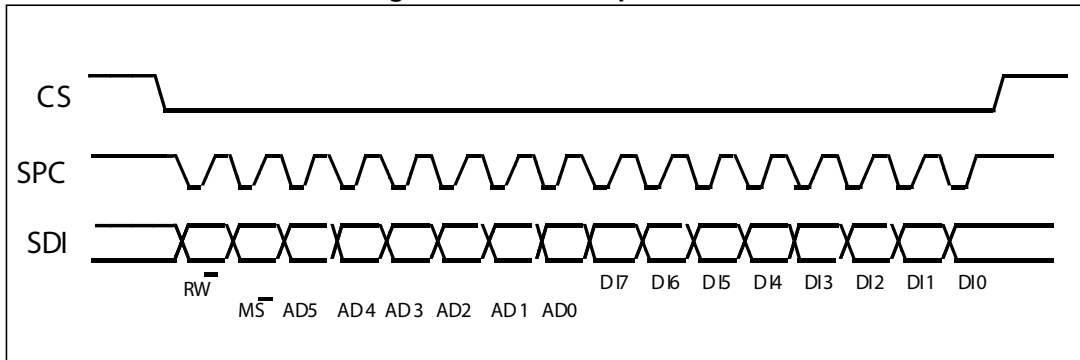 CS
SPC
SDI
RW
DI7 DI6 DI5 DI4 DI3 DI2 DI1 DI0
MS AD5 AD4 AD3 AD2 AD1 AD0